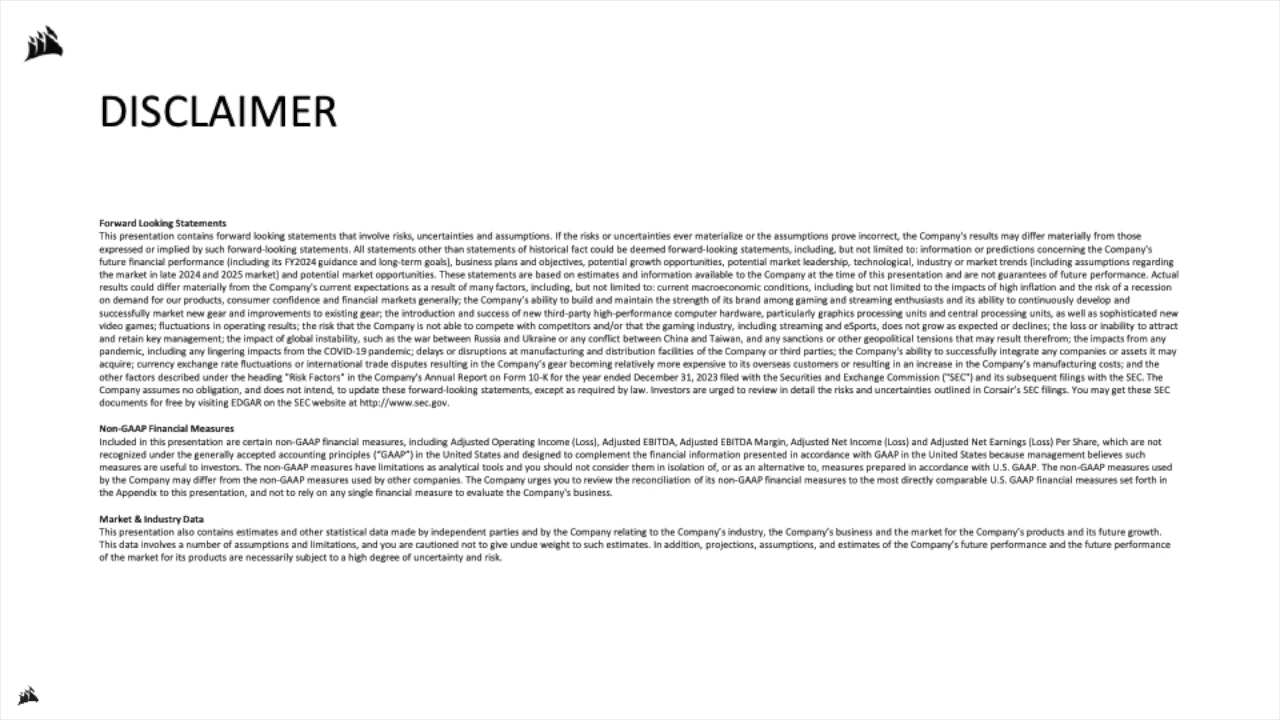 DISCLAIMER
Forward Looking Statements
This presentation contains forward looking statements that involve risks, uncertainties and assumptions. If the risks or uncertainties ever materialize or the assumptions prove incorrect, the Company's results may differ materially from those
expressed or implied by such forward-looking statements. All statements other than statements of historical fact could be deemed forward-looking statements, including, but not limited to: information or predictions concerning the Company's
future financial performance (including its FY2024 guidance and long-term goals), business plans and objectives, potential growth opportunities, potential market leadership, technological, industry or market trends (including assumptions regarding
the market in late 2024 and 2025 market) and potential market opportunities. These statements are based on estimates and information available to the Company at the time of this presentation and are not guarantees of future performance. Actual
results could differ materially from the Company's current expectations as a result of many factors, including, but not limited to: current macroeconomic conditions, including but not limited to the impacts of high inflation and the risk of a recession
on demand for our products, consumer confidence and financial markets generally; the Company's ability to build and maintain the strength of its brand among gaming and streaming enthusiasts and its ability to continuously develop and
successfully market new gear and improvements to existing gear; the introduction and success of new third-party high-performance computer hardware, particularly graphics processing units and central processing units, as well as sophisticated new
video games; fluctuations in operating results; the risk that the Company is not able to compete with competitors and/or that the gaming industry, including streaming and eSports, does not grow as expected or declines; the loss or inability to attract
and retain key management; the impact of global instability, such as the war between Russia and Ukraine or any conflict between China and Taiwan, and any sanctions or other geopolitical tensions that may result therefrom; the impacts from any
pandemic, including any lingering impacts from the COVID-19 pandemic; delays or disruptions at manufacturing and distribution facilities of the Company or third parties; the Company's ability to successfully integrate any companies or assets it may
acquire; currency exchange rate fluctuations or international trade disputes resulting in the Company's gear becoming relatively more expensive to its overseas customers or resulting in an increase in the Company's manufacturing costs; and the
other factors described under the heading "Risk Factors" in the Company's Annual Report on Form 10-K for the year ended December 31, 2023 filed with the Securities and Exchange Commission ("SEC") and its subsequent filings with the SEC. The
Company assumes no obligation, and does not intend, to update these forward-looking statements, except as required by law. Investors are urged to review in detail the risks and uncertainties outlined in Corsair's SEC filings. You may get these SEC
documents for free by visiting EDGAR on the SEC website at http://www.sec.gov.
Non-GAAP Financial Measures
Included in this presentation are certain non-GAAP financial measures, including Adjusted Operating Income (Loss), Adjusted EBITDA, Adjusted EBITDA Margin, Adjusted Net Income (Loss) and Adjusted Net Earnings (Loss) Per Share, which are not
recognized under the generally accepted accounting principles ("GAAP") in the United States and designed to complement the financial information presented in accordance with GAAP in the United States because management believes such
measures are useful to investors. The non-GAAP measures have limitations as analytical tools and you should not consider them in isolation of, or as an alternative to, measures prepared in accordance with U.S. GAAP. The non-GAAP measures used
by the Company may differ from the non-GAAP measures used by other companies. The Company urges you to review the reconciliation of its non-GAAP financial measures to the most directly comparable U.S. GAAP financial measures set forth in
the Appendix to this presentation, and not to rely on any single financial measure to evaluate the Company's business.
Market & Industry Data
This presentation also contains estimates and other statistical data made by independent parties and by the Company relating to the Company's industry, the Company's business and the market for the Company's products and its future growth.
This data involves a number of assumptions and limitations, and you are cautioned not to give undue weight to such estimates. In addition, projections, assumptions, and estimates of the Company's future performance and the future performance
of the market for its products are necessarily subject to a high degree of uncertainty and risk.